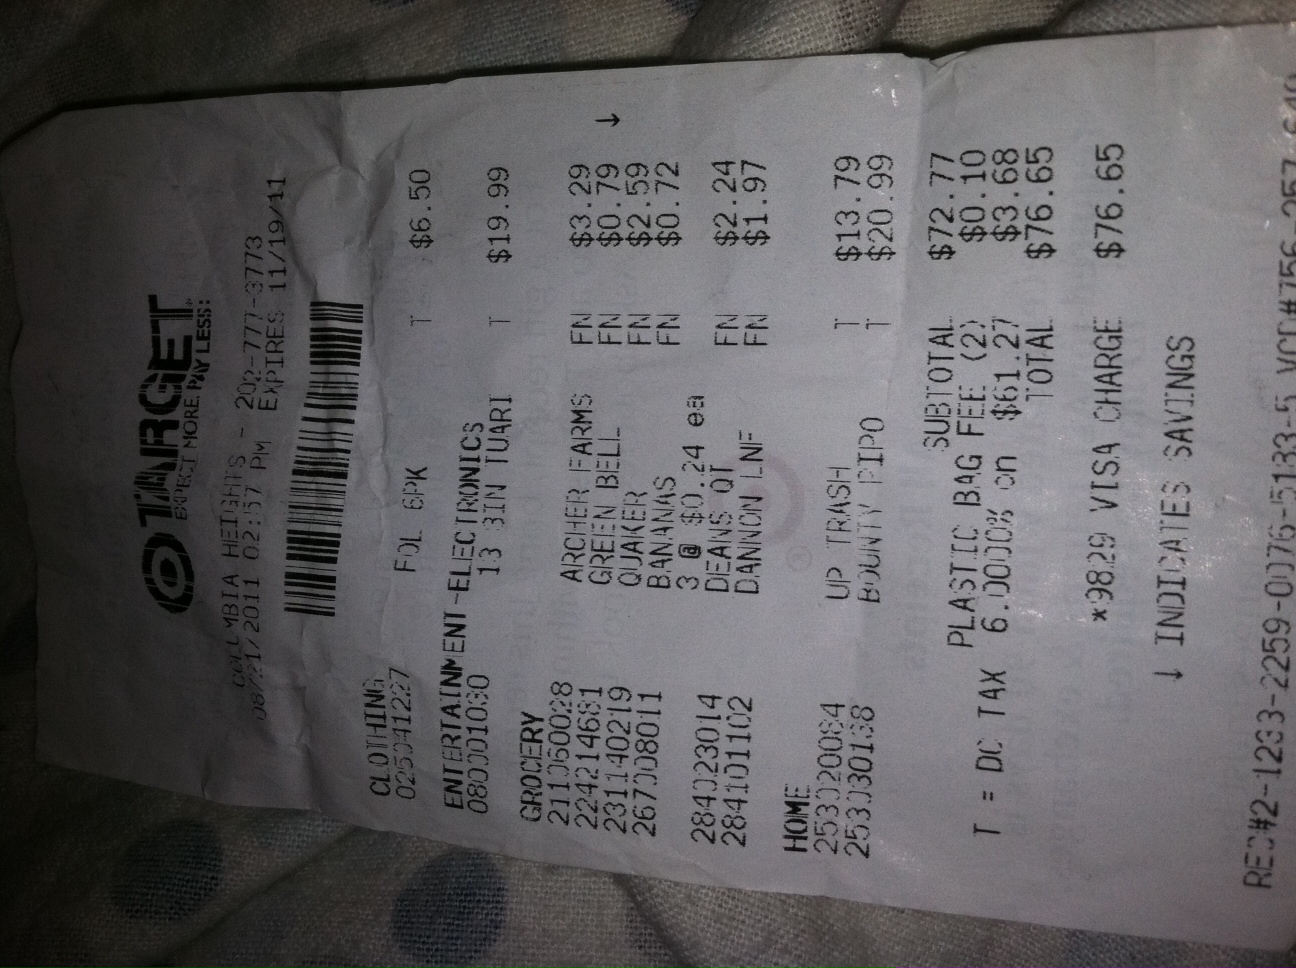 TARGET
EXPECT MORE. PAY LESS.
COLUMBIA HEIGHTS - 202-777-3773
08/21/2011 02:57 PM EXPIRES 11/19/11
CLOTHING
025041227 FOL 6PK T $6.50
ENTERTAINMENT-ELECTRONICS
080001030 13 3IN TUART T $19.99
GROCERY
211060028 ARCHER FARMS FN $3.29
224214681 GREEN BELL FN $0.79 ↓
231140219 QUAKER FN $2.59
267008011 BANANAS FN $0.72
3 @ $0.24 ea
284023014 DEANS QT FN $2.24
284101102 DANNON LNF FN $1.97
HOME
253020084 UP TRASH T $13.79
253030138 BOUNTY T $20.99
SUBTOTAL $72.77
PLASTIC BAG FEE (2) $0.10
T = DC TAX 6.0000% on $61.27 $3.68
TOTAL $76.65
*9829 VISA CHARGE $76.65
↓ INDICATES SAVINGS
REC#2-1233-2259-0076-5183-5 VCD#756-257-